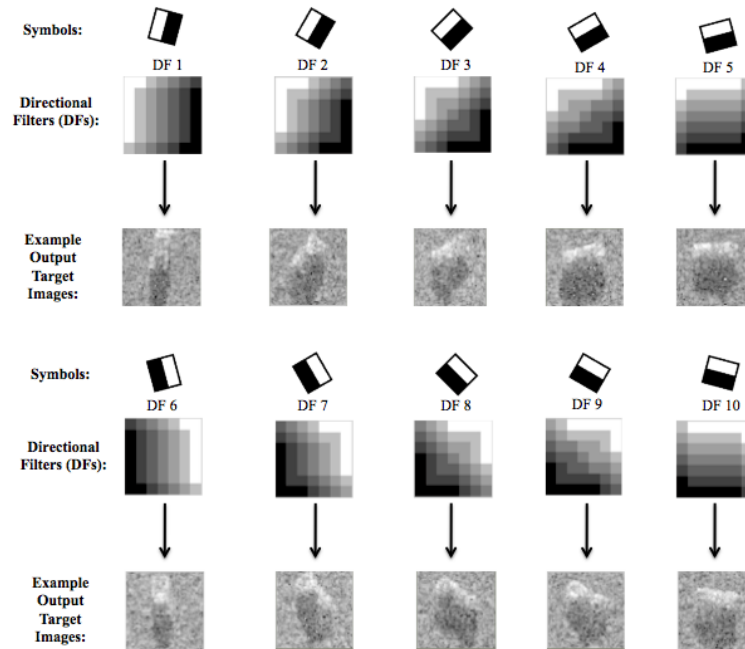 Symbols:
DF 1 DF 2 DF 3 DF 4 DF 5
Directional
Filters (DFs):
Example
Output
Target
Images:
Symbols:
DF 6 DF 7 DF 8 DF 9 DF 10
Directional
Filters (DFs):
Example
Output
Target
Images: